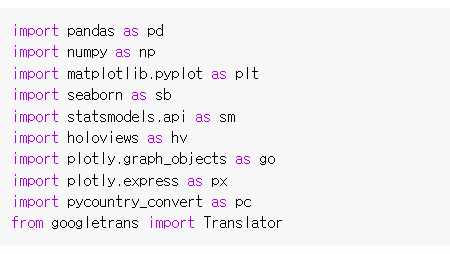 import pandas as pd
import numpy as np
import matplotlib.pyplot as plt
import seaborn as sb
import statsmodels.api as sm
import holoviews as hv
import plotly.graph_objects as go
import plotly.express as px
import pycountry_convert as pc
from googletrans import Translator